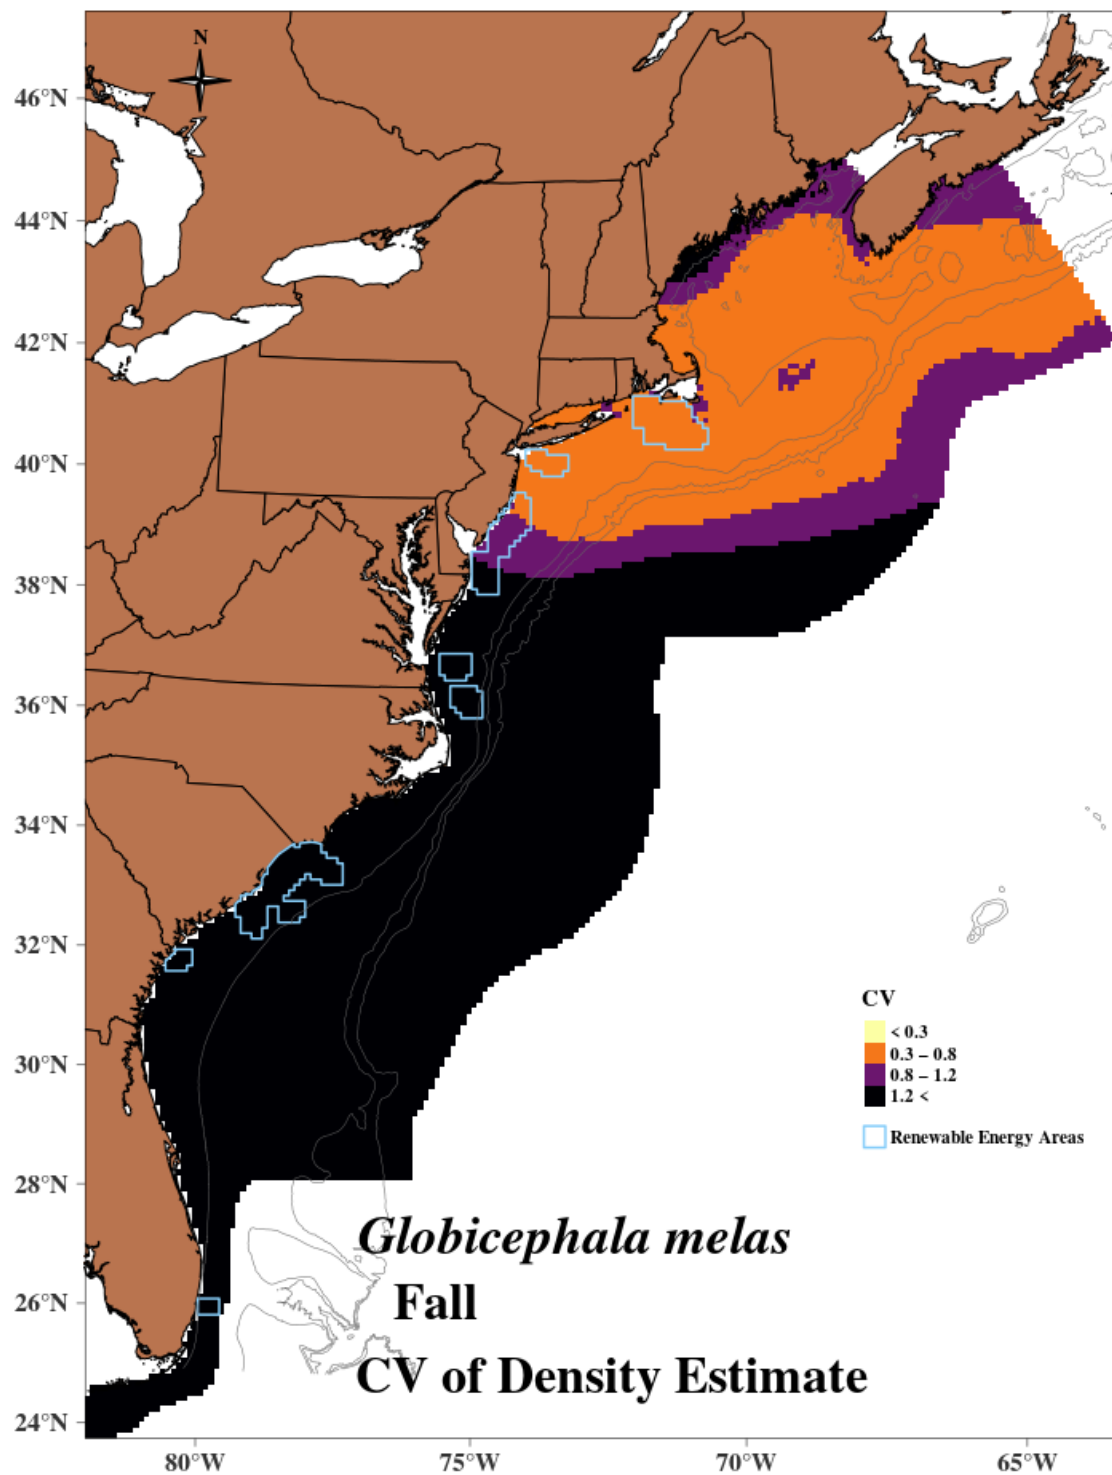 N
46°N
44°N
42°N
40°N
38°N
36°N
34°N
32°N
30°N
28°N
26°N
24°N
CV
< 0.3
0.3 – 0.8
0.8 – 1.2
1.2 <
Renewable Energy Areas
Globicephala melas
Fall
CV of Density Estimate
80°W
75°W
70°W
65°W